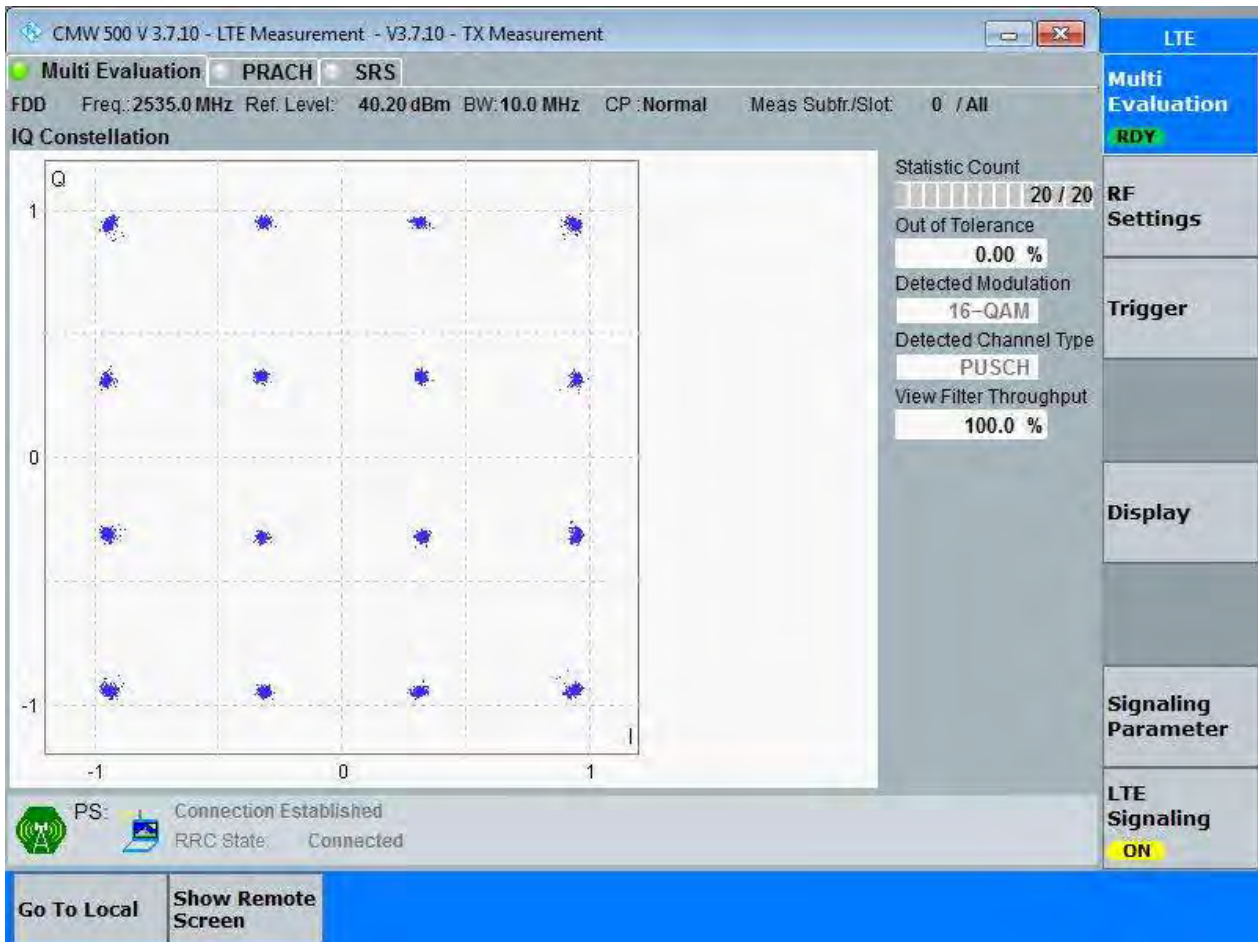 CMW 500 V 3.7.10 - LTE Measurement - V3.7.10 - TX Measurement
LTE
Multi Evaluation PRACH SRS
FDD Freq.: 2535.0 MHz Ref. Level: 40.20 dBm BW: 10.0 MHz CP : Normal Meas Subfr./Slot: 0 / All
IQ Constellation
Q
1
0
-1
I
-1 0 1
Statistic Count
20 / 20
Out of Tolerance
0.00 %
Detected Modulation
16-QAM
Detected Channel Type
PUSCH
View Filter Throughput
100.0 %
Multi
Evaluation
RDY
RF
Settings
Trigger
Display
Signaling
Parameter
LTE
Signaling
ON
PS: Connection Established
RRC State: Connected
Go To Local
Show Remote
Screen